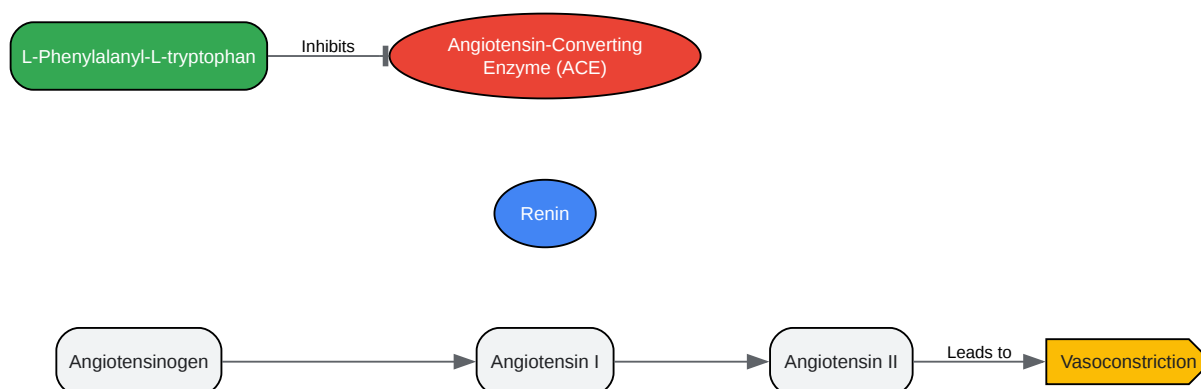 L-Phenylalanyl-L-tryptophan
Inhibits
Angiotensin-Converting
Enzyme (ACE)
Renin
Angiotensinogen
Angiotensin I
Angiotensin II
Leads to
Vasoconstriction